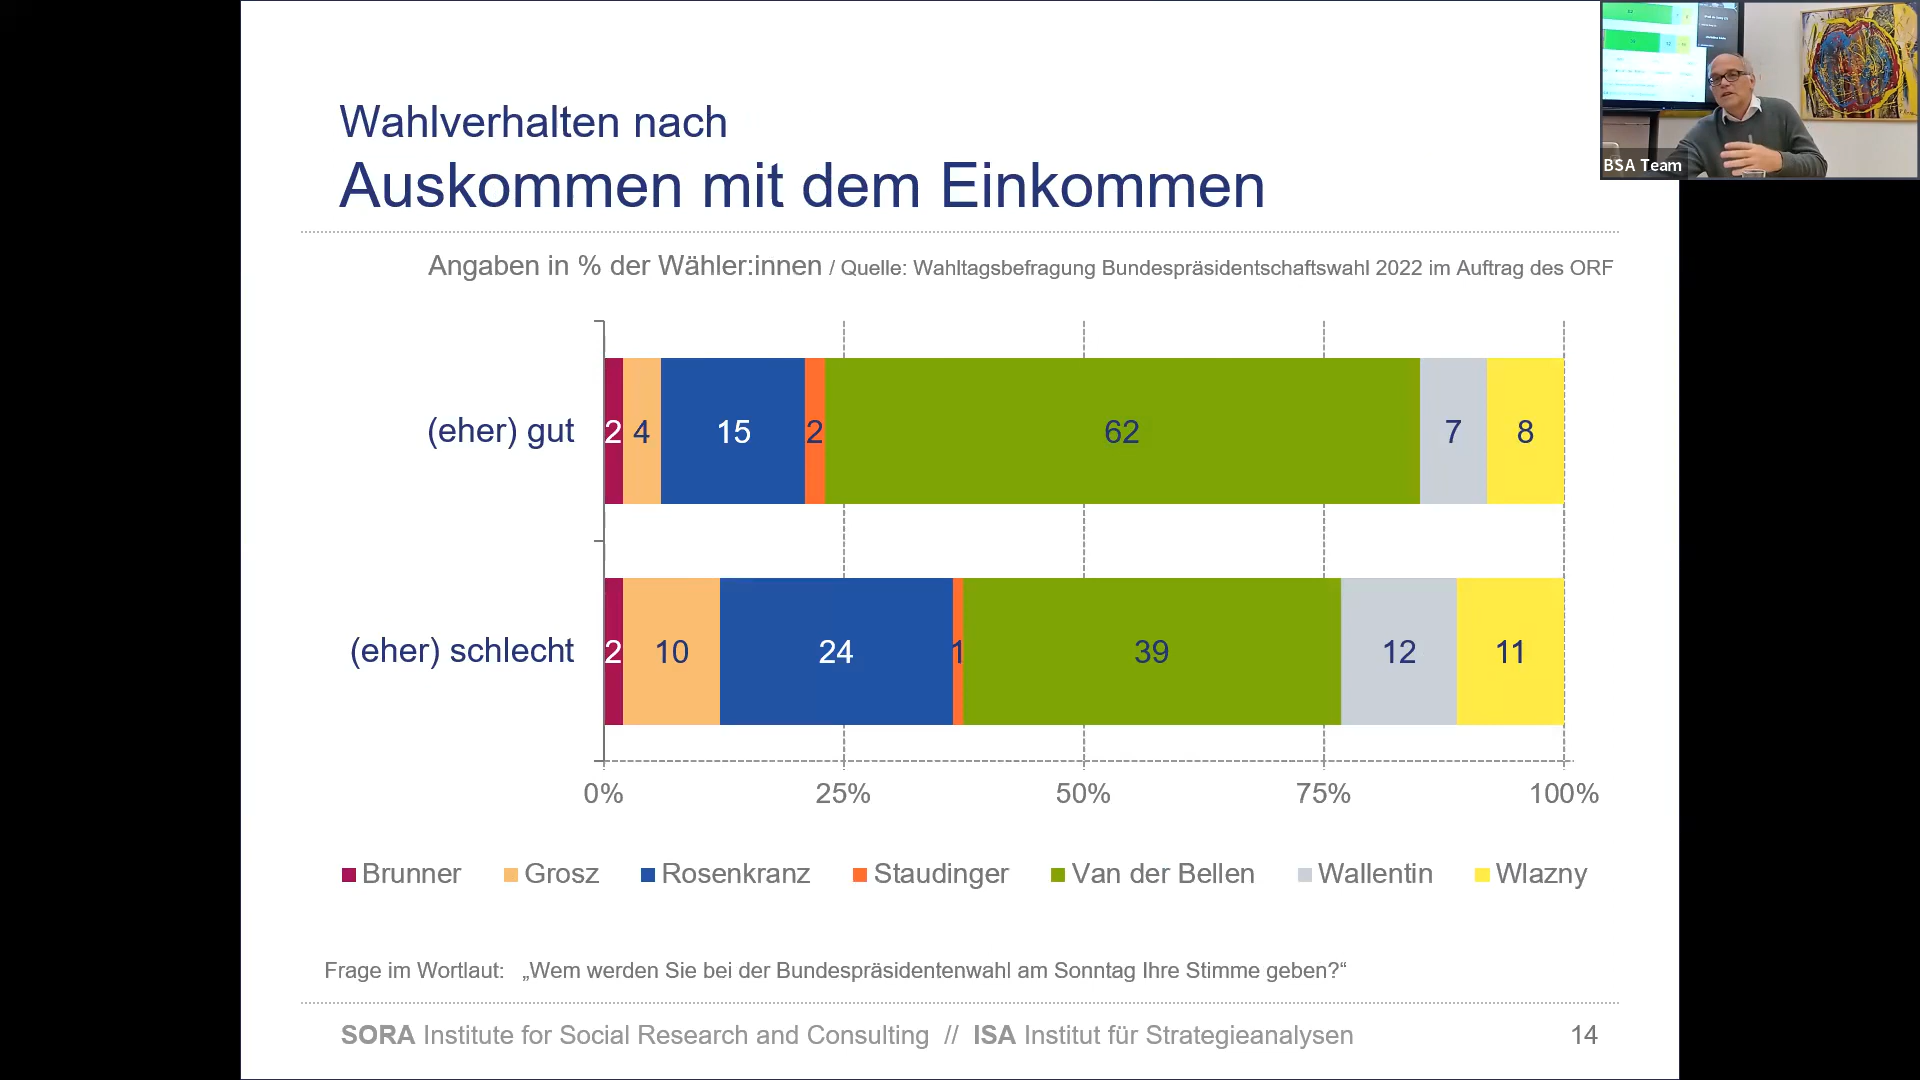 Wahlverhalten nach
Auskommen mit dem Einkommen
BSA Team
Angaben in % der Wähler:innen / Quelle: Wahltagsbefragung Bundespräsidentschaftswahl 2022 im Auftrag des ORF
(eher) gut 2 4 15 2 62 7 8
(eher) schlecht 2 10 24 1 39 12 11
0% 25% 50% 75% 100%
Brunner Grosz Rosenkranz Staudinger Van der Bellen Wallentin Wlazny
Frage im Wortlaut: „Wem werden Sie bei der Bundespräsidentenwahl am Sonntag Ihre Stimme geben?“
SORA Institute for Social Research and Consulting // ISA Institut für Strategieanalysen 14